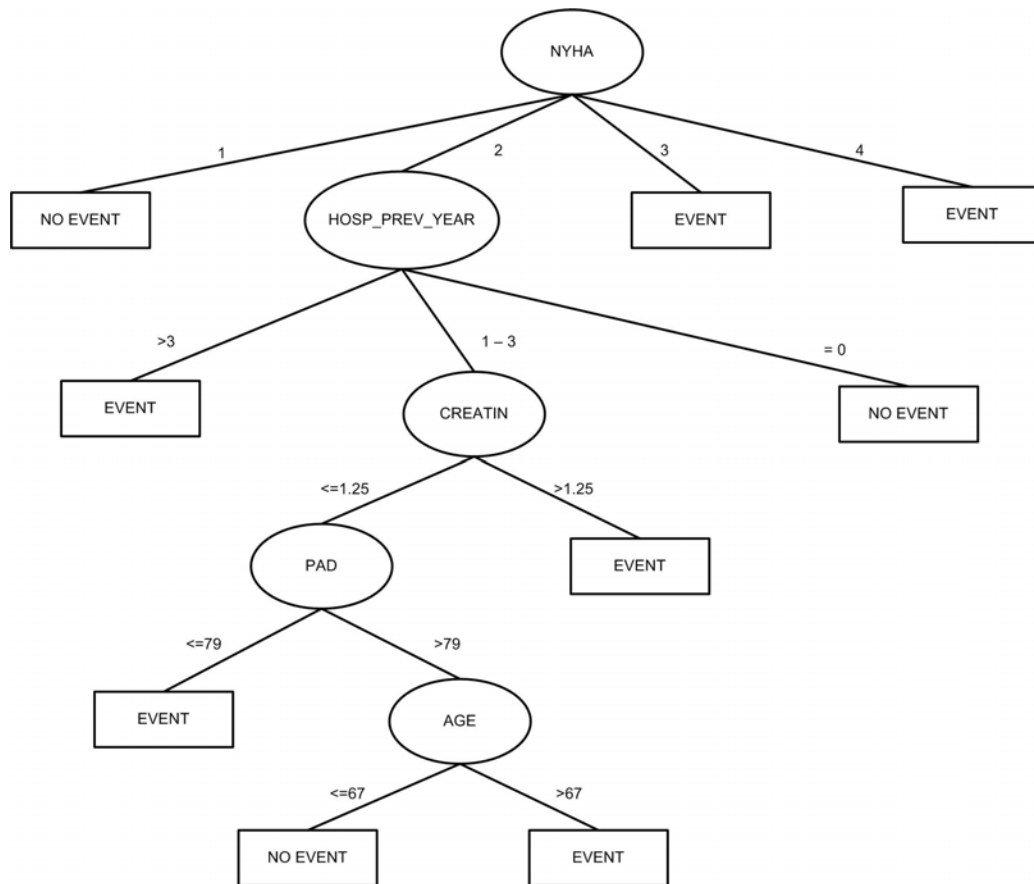 NYHA
1
2
3
4
NO EVENT
HOSP_PREV_YEAR
EVENT
EVENT
>3
1 – 3
= 0
EVENT
CREATIN
NO EVENT
<=1.25
>1.25
PAD
EVENT
<=79
>79
EVENT
AGE
<=67
>67
NO EVENT
EVENT